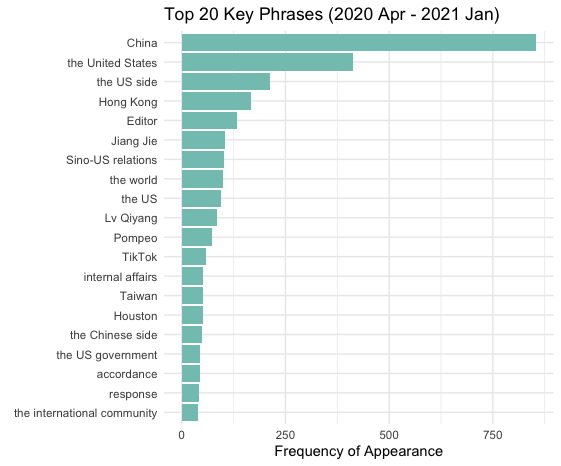 Top 20 Key Phrases (2020 Apr - 2021 Jan)
China
the United States
the US side
Hong Kong
Editor
Jiang Jie
Sino-US relations
the world
the US
Lv Qiyang
Pompeo
TikTok
internal affairs
Taiwan
Houston
the Chinese side
the US government
accordance
response
the international community
0 250 500 750
Frequency of Appearance